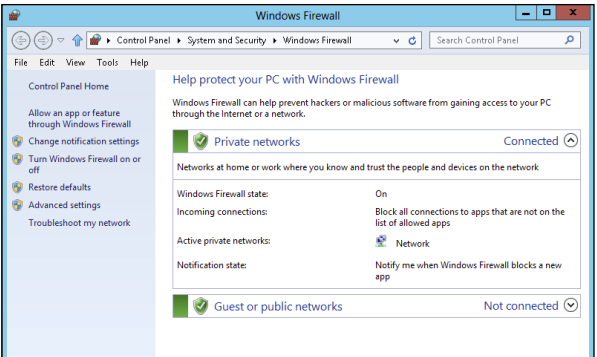 Windows Firewall
Control Panel
System and Security
Windows Firewall
Search Control Panel
File Edit View Tools Help
Control Panel Home
Allow an app or feature
through Windows Firewall
Change notification settings
Turn Windows Firewall on or
off
Restore defaults
Advanced settings
Troubleshoot my network
Help protect your PC with Windows Firewall
Windows Firewall can help prevent hackers or malicious software from gaining access to your PC
through the Internet or a network.
Private networks Connected
Networks at home or work where you know and trust the people and devices on the network
Windows Firewall state: On
Incoming connections: Block all connections to apps that are not on the
list of allowed apps
Active private networks: Network
Notification state: Notify me when Windows Firewall blocks a new
app
Guest or public networks Not connected